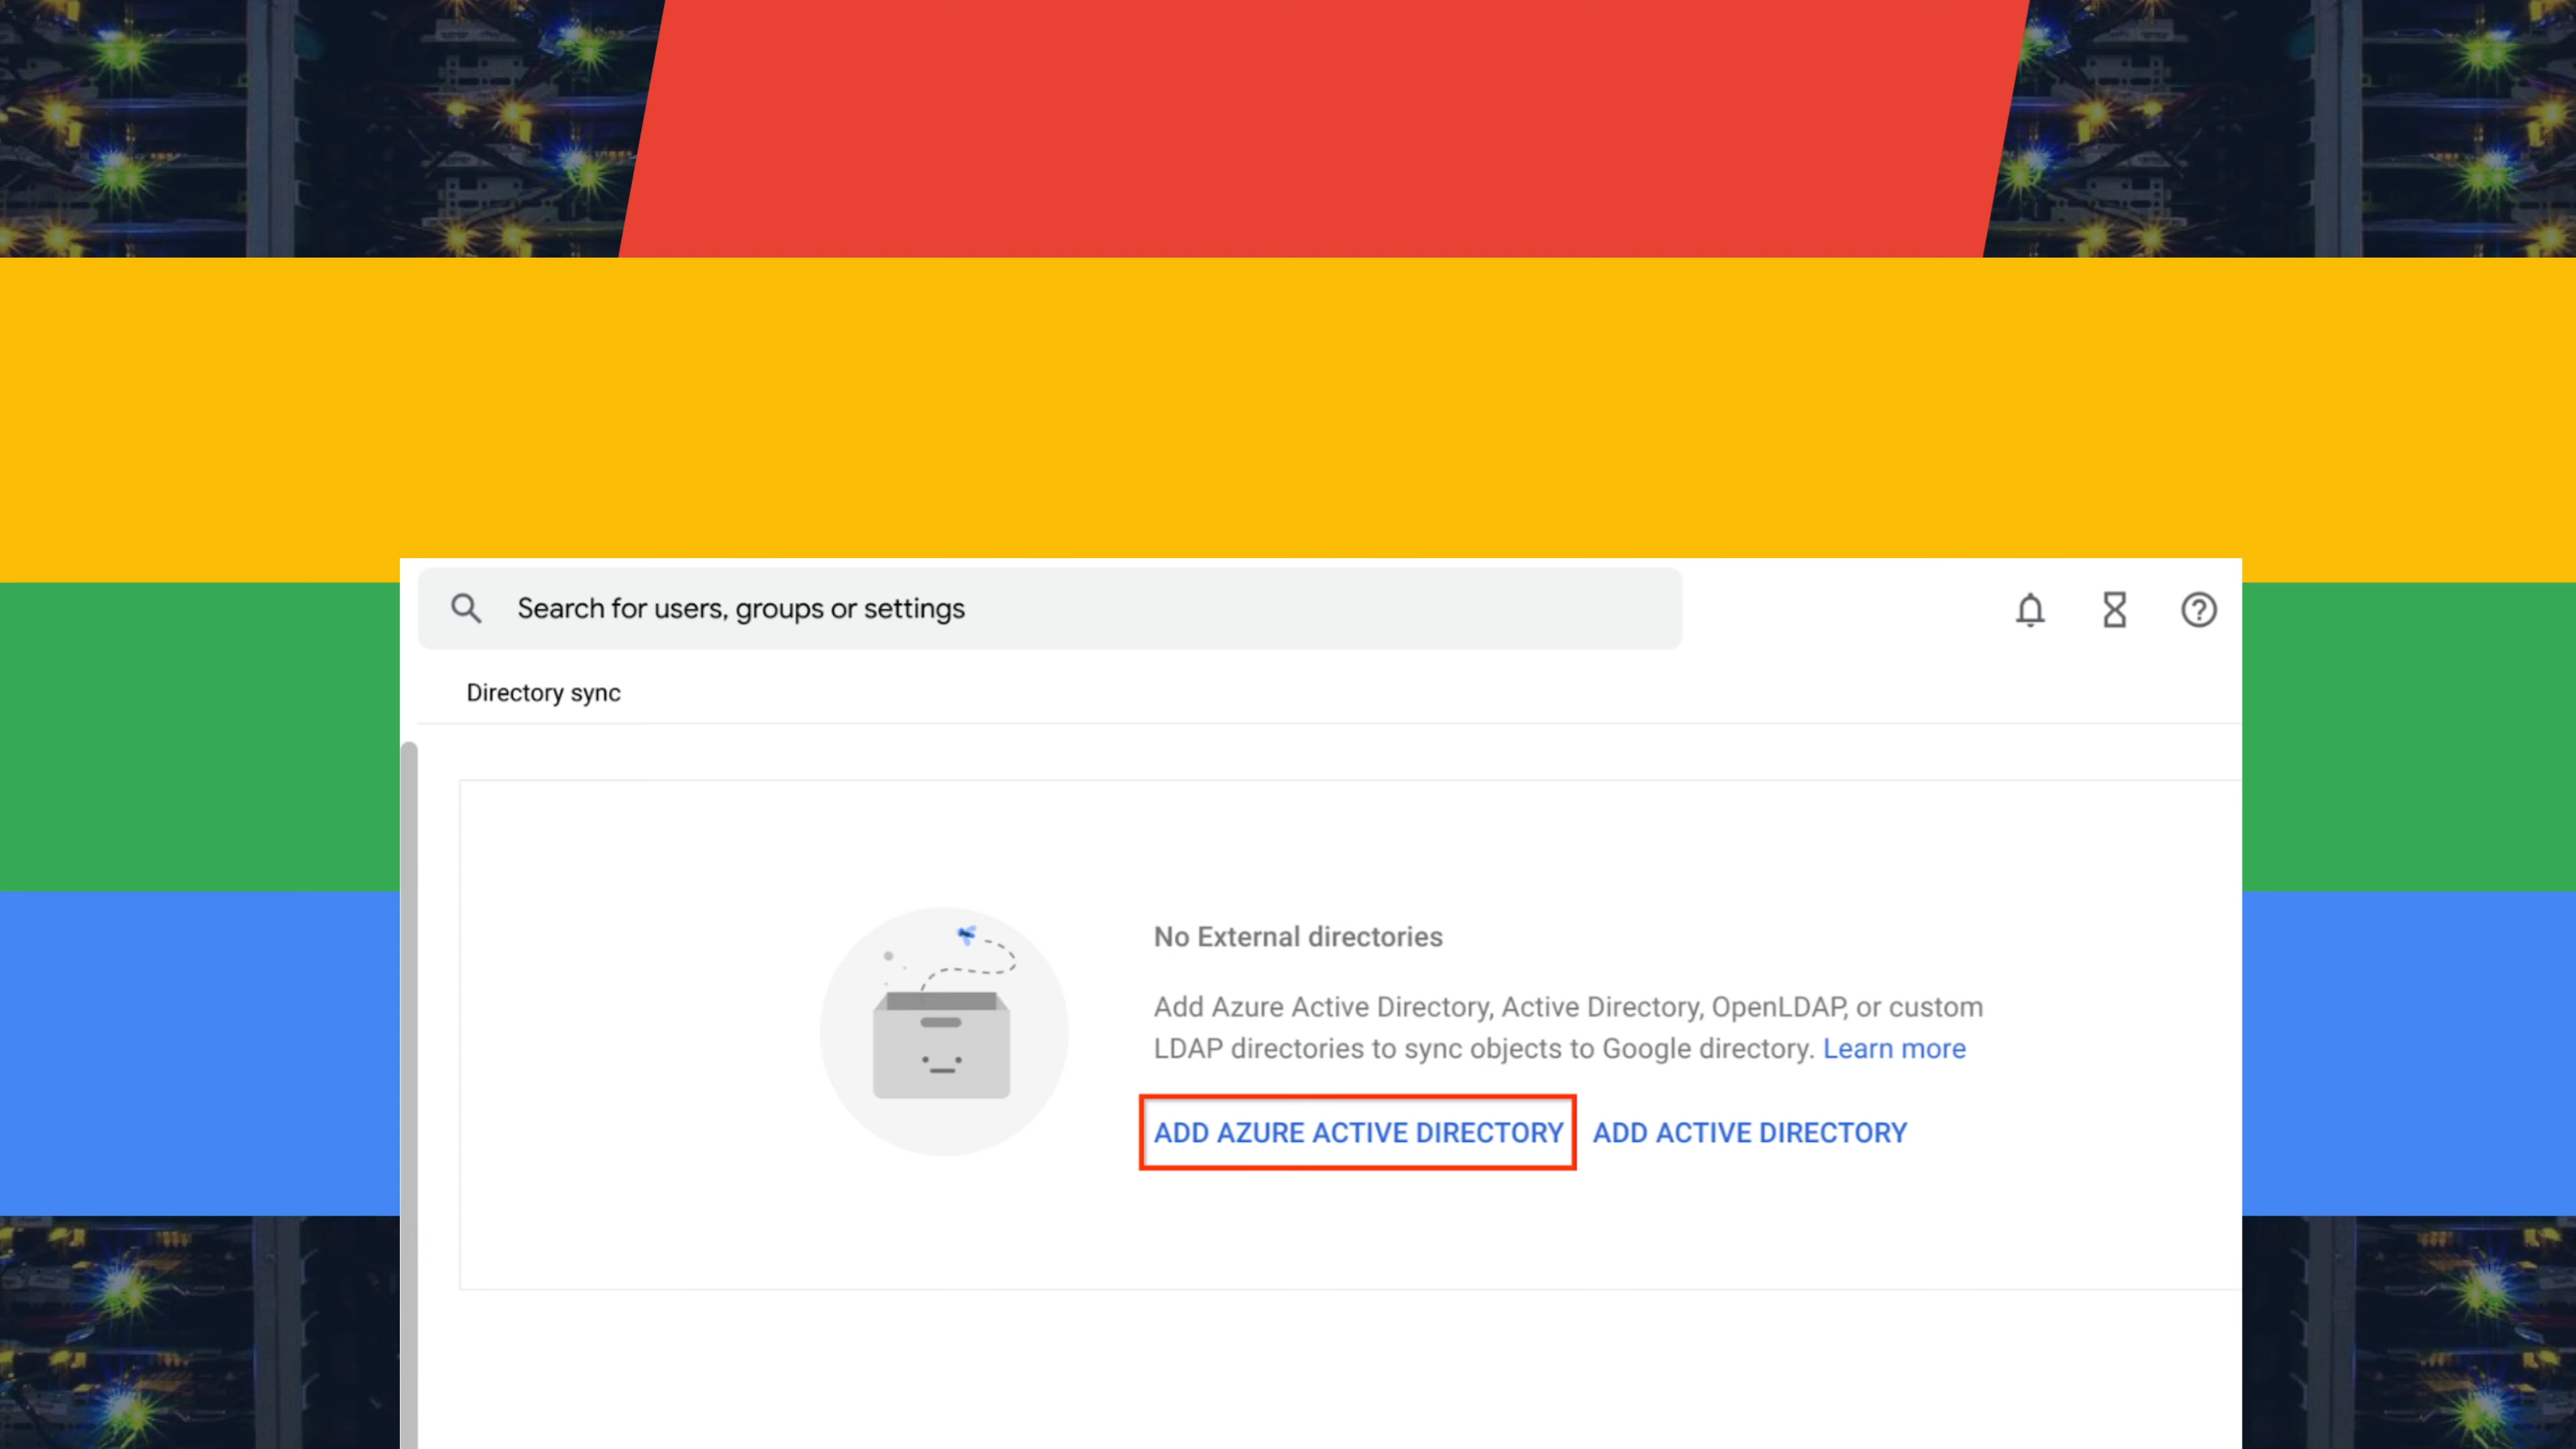 Search for users, groups or settings
Directory sync
No External directories
Add Azure Active Directory, Active Directory, OpenLDAP, or custom
LDAP directories to sync objects to Google directory. Learn more
ADD AZURE ACTIVE DIRECTORY ADD ACTIVE DIRECTORY